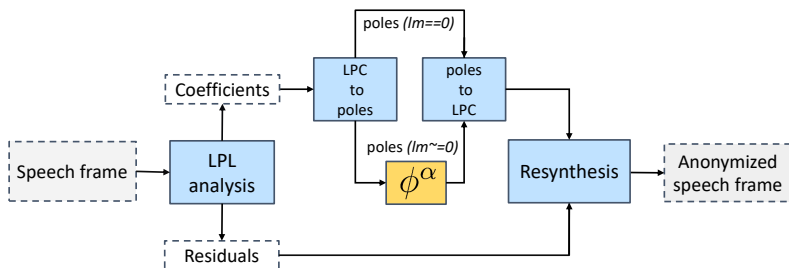 poles (Im==0)
LPC
to
poles
poles
to
LPC
Coefficients
poles (Im~=0)
Speech frame
LPL
analysis
ϕ^α
Resynthesis
Anonymized
speech frame
Residuals